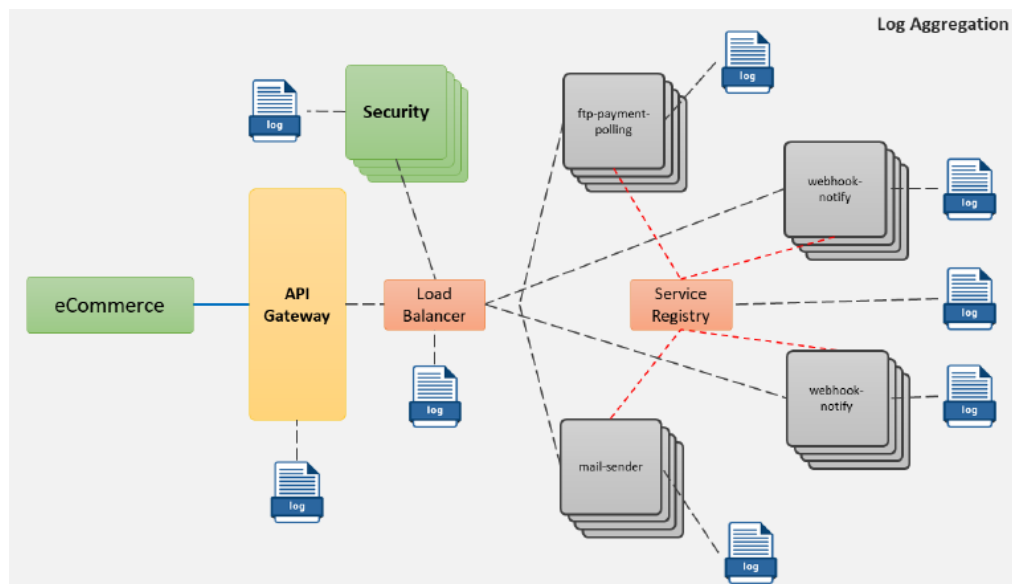 Log Aggregation
log
log
Security
ftp-payment-
polling
webhook-
notify
log
eCommerce
API
Gateway
Load
Balancer
Service
Registry
log
log
webhook-
notify
log
mail-sender
log
log